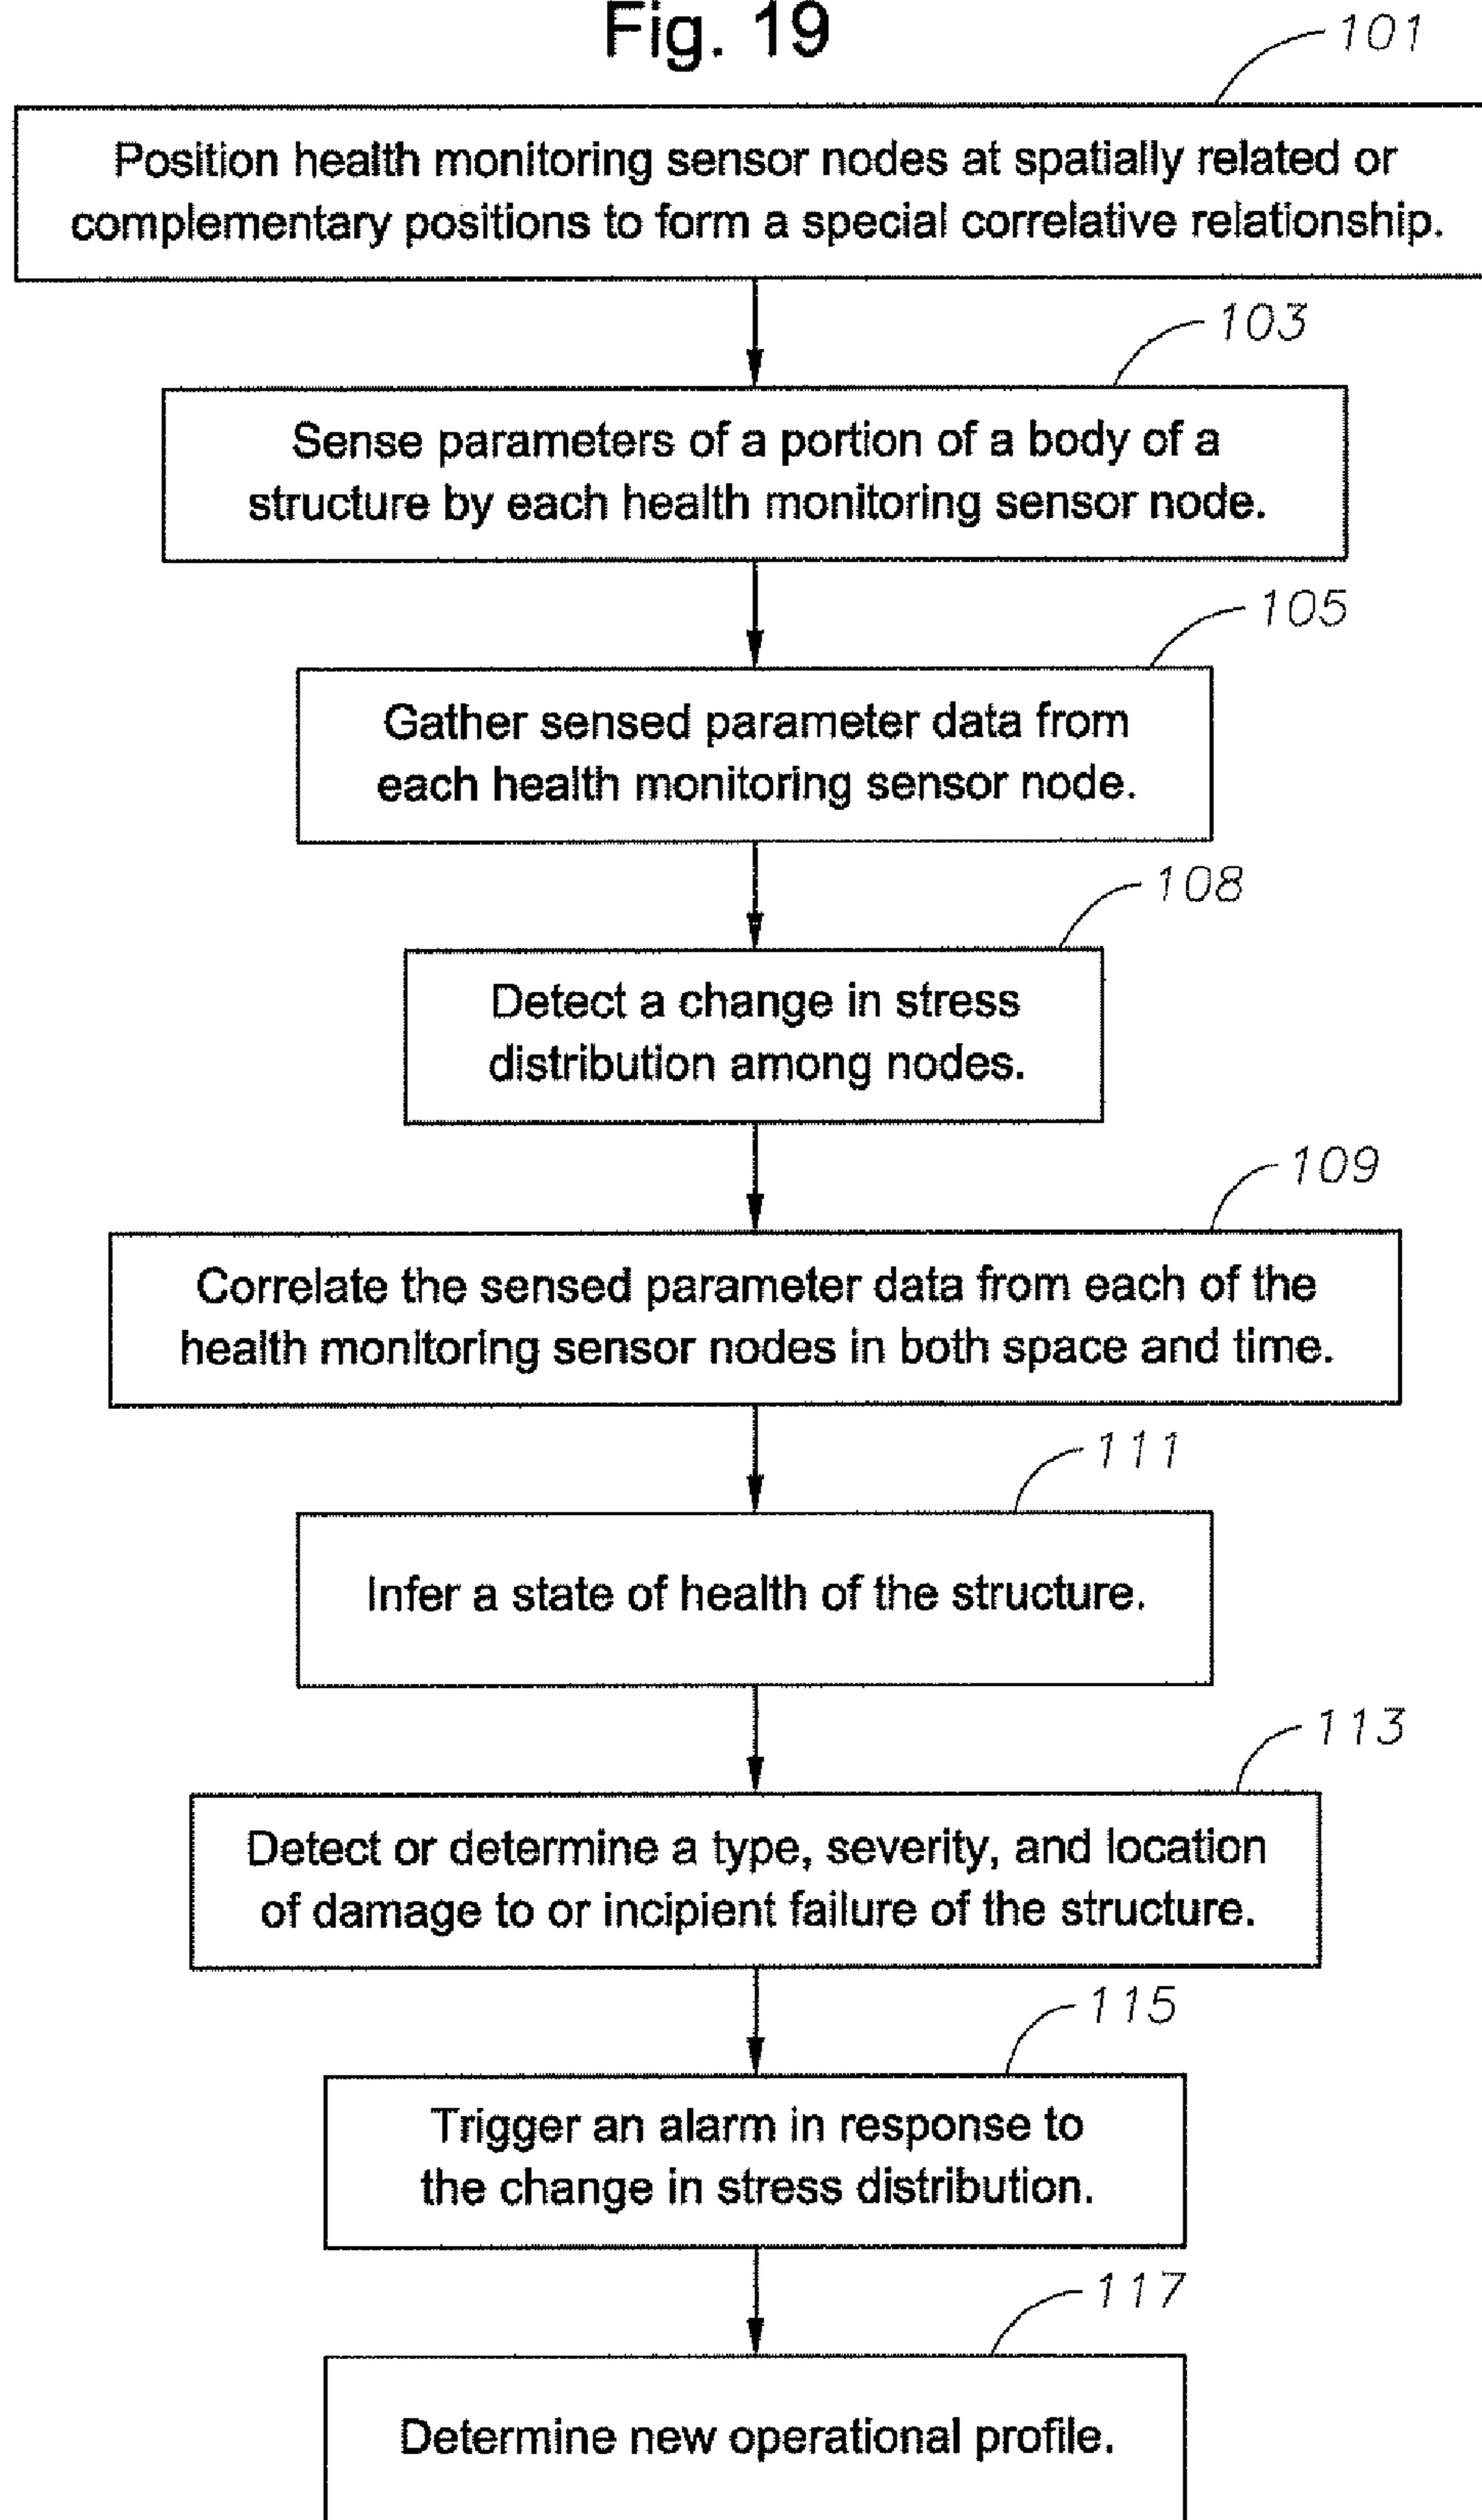 Fig. 19
101
Position health monitoring sensor nodes at spatially related or
complementary positions to form a special correlative relationship.
103
Sense parameters of a portion of a body of a
structure by each health monitoring sensor node.
105
Gather sensed parameter data from
each health monitoring sensor node.
108
Detect a change in stress
distribution among nodes.
109
Correlate the sensed parameter data from each of the
health monitoring sensor nodes in both space and time.
111
Infer a state of health of the structure.
113
Detect or determine a type, severity, and location
of damage to or incipient failure of the structure.
115
Trigger an alarm in response to
the change in stress distribution.
117
Determine new operational profile.